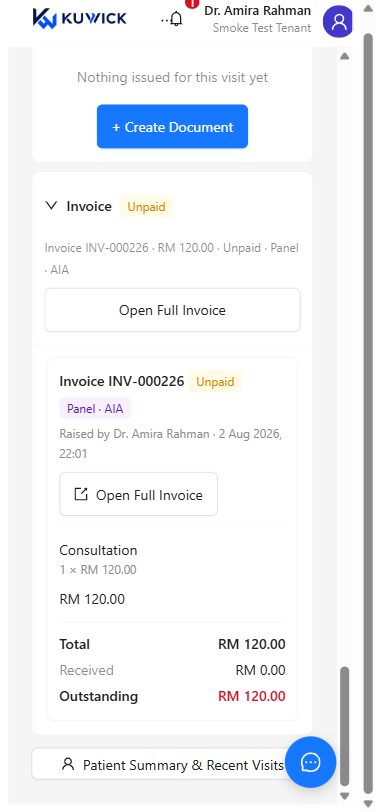 KUWICK
1
Dr. Amira Rahman
Smoke Test Tenant
Nothing issued for this visit yet
+ Create Document
Invoice Unpaid
Invoice INV-000226 · RM 120.00 · Unpaid · Panel
· AIA
Open Full Invoice
Invoice INV-000226 Unpaid
Panel · AIA
Raised by Dr. Amira Rahman · 2 Aug 2026,
22:01
Open Full Invoice
Consultation
1 × RM 120.00
RM 120.00
Total RM 120.00
Received RM 0.00
Outstanding RM 120.00
Patient Summary & Recent Visits